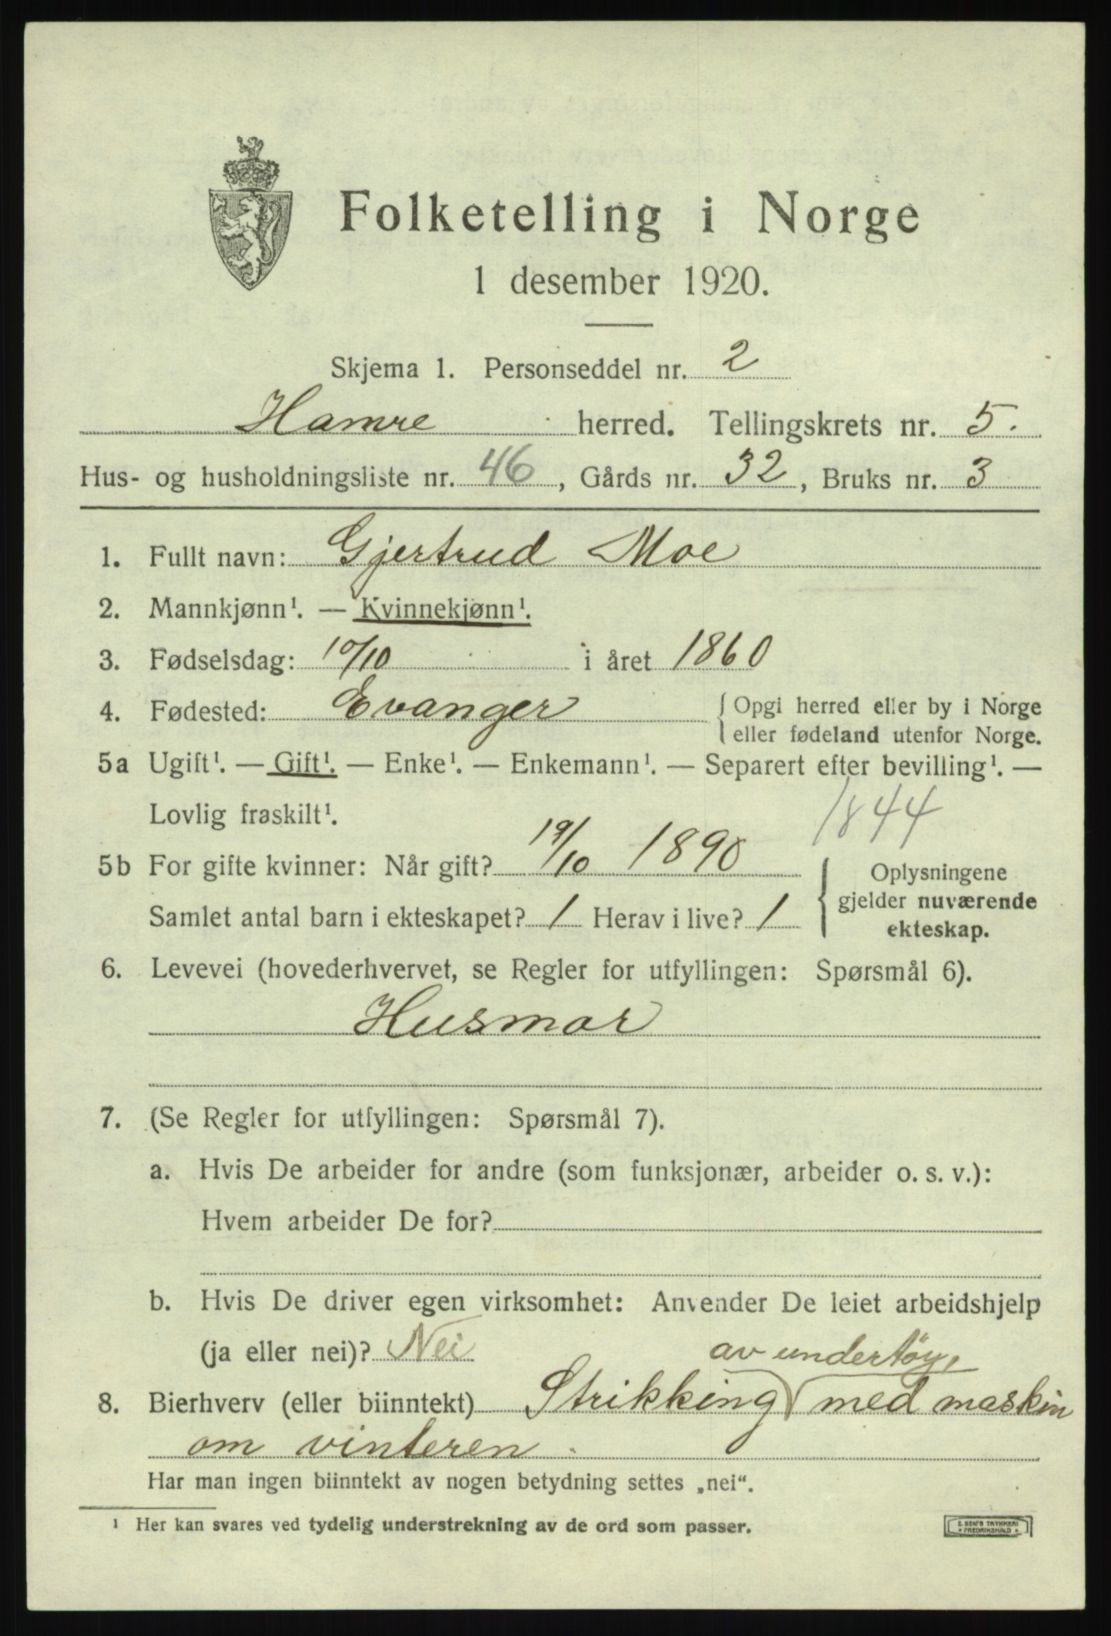 Folketelling i Norge
1 desember 1920.
Skjema 1. Personseddel nr. 2
Hamre herred. Tellingskrets nr. 5.
Hus- og husholdningsliste nr. 46, Gårds nr. 32, Bruks nr. 3
1. Fullt navn: Gjertrud Moe
2. Mannkjønn¹. — Kvinnekjønn¹.
3. Fødselsdag: 10/10 i året 1860
4. Fødested: Evanger { Opgi herred eller by i Norge
eller fødeland utenfor Norge.
5a Ugift¹. — Gift¹. — Enke¹. — Enkemann¹. — Separert efter bevilling¹. —
Lovlig fraskilt¹.
1844
5b For gifte kvinner: Når gift? 19/10 1890
Samlet antal barn i ekteskapet? 1 Herav i live? 1
{ Oplysningene
gjelder nuværende
ekteskap.
6. Levevei (hovederhvervet, se Regler for utfyllingen: Spørsmål 6).
Husmor
7. (Se Regler for utfyllingen: Spørsmål 7).
a. Hvis De arbeider for andre (som funksjonær, arbeider o. s. v.):
Hvem arbeider De for?
b. Hvis De driver egen virksomhet: Anvender De leiet arbeidshjelp
(ja eller nei)? Nei
av undertøy,
8. Bierhverv (eller biinntekt) Strikking med maskin
om vinteren.
Har man ingen biinntekt av nogen betydning settes „nei“.
¹ Her kan svares ved tydelig understrekning av de ord som passer.